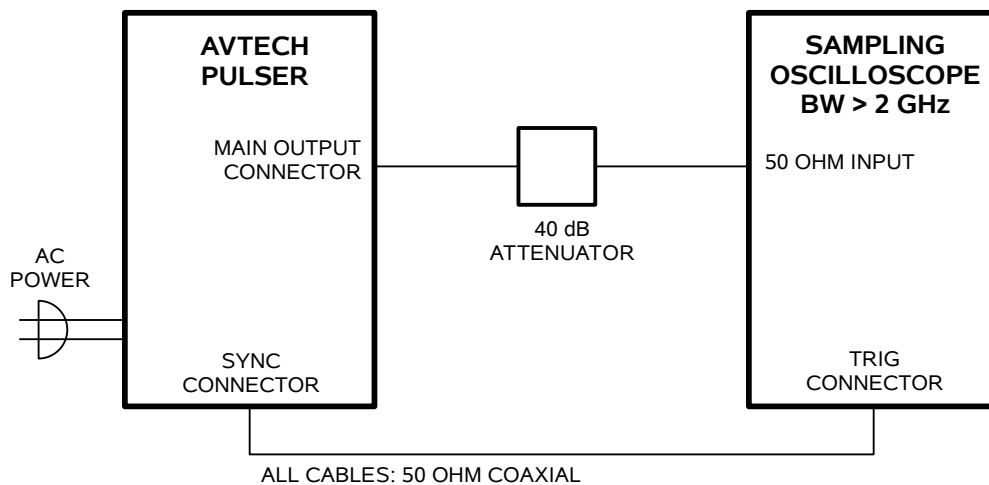 AVTECH
PULSER
MAIN OUTPUT
CONNECTOR
AC
POWER
SYNC
CONNECTOR
40 dB
ATTENUATOR
SAMPLING
OSCILLOSCOPE
BW > 2 GHz
50 OHM INPUT
TRIG
CONNECTOR
ALL CABLES: 50 OHM COAXIAL